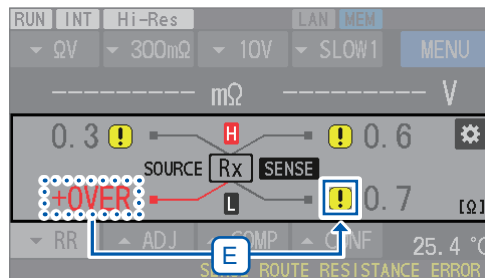 RUN INT Hi-Res LAN MEM
ΩV 300mΩ 10V SLOW1 MENU
---------- mΩ ---------- V
0.3 ! H ! 0.6
SOURCE Rx SENSE
+OVER L ! 0.7 [Ω]
RR ADJ COMP CONF 25.4 °C
E
SENSE ROUTE RESISTANCE ERROR